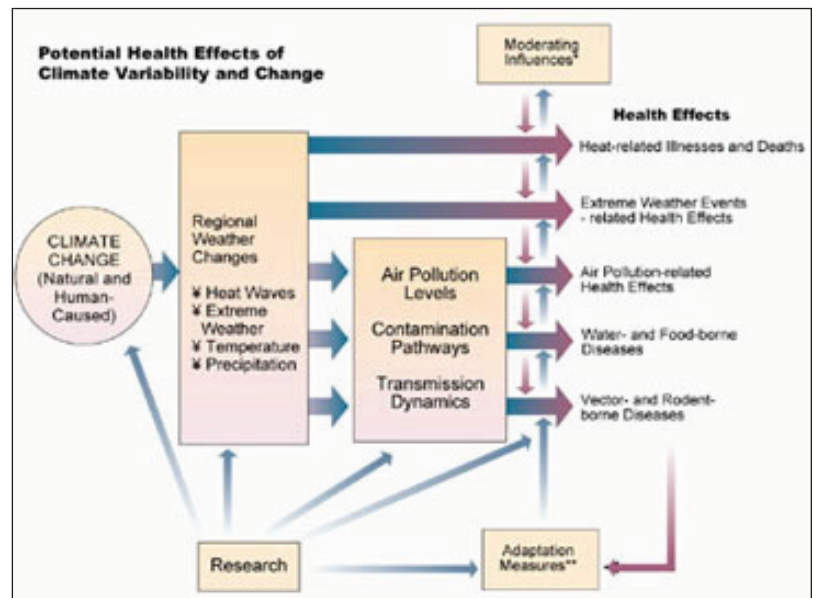 Potential Health Effects of
Climate Variability and Change
Moderating
Influences*
Health Effects
Heat-related Illnesses and Deaths
Extreme Weather Events
- related Health Effects
Air Pollution-related
Health Effects
Water- and Food-borne
Diseases
Vector- and Rodent-
borne Diseases
CLIMATE
CHANGE
(Natural and
Human-
Caused)
Regional
Weather
Changes
¥ Heat Waves
¥ Extreme
Weather
¥ Temperature
¥ Precipitation
Air Pollution
Levels
Contamination
Pathways
Transmission
Dynamics
Research
Adaptation
Measures**